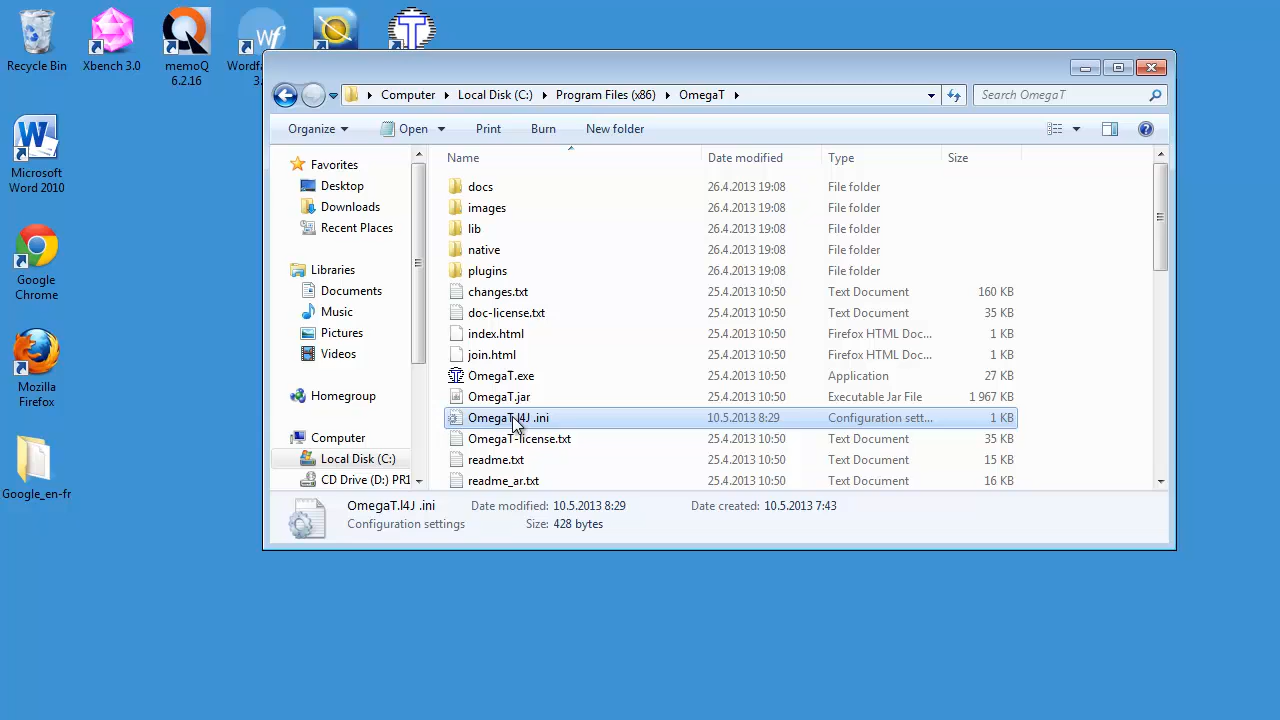 Recycle Bin
Xbench 3.0
memoQ
6.2.16
Wordfa
3.
Computer
Local Disk (C:)
Program Files (x86)
OmegaT
Search OmegaT
Organize
Open
Print
Burn
New folder
Name
Date modified
Type
Size
Favorites
Desktop
Downloads
Recent Places
Libraries
Documents
Music
Pictures
Videos
Homegroup
Computer
Local Disk (C:)
CD Drive (D:) PR1
docs 26.4.2013 19:08 File folder
images 26.4.2013 19:08 File folder
lib 26.4.2013 19:08 File folder
native 26.4.2013 19:08 File folder
plugins 26.4.2013 19:08 File folder
changes.txt 25.4.2013 10:50 Text Document 160 KB
doc-license.txt 25.4.2013 10:50 Text Document 35 KB
index.html 25.4.2013 10:50 Firefox HTML Doc... 1 KB
join.html 25.4.2013 10:50 Firefox HTML Doc... 1 KB
OmegaT.exe 25.4.2013 10:50 Application 27 KB
OmegaT.jar 25.4.2013 10:50 Executable Jar File 1 967 KB
OmegaT.l4J .ini 10.5.2013 8:29 Configuration sett... 1 KB
OmegaT-license.txt 25.4.2013 10:50 Text Document 35 KB
readme.txt 25.4.2013 10:50 Text Document 15 KB
readme_ar.txt 25.4.2013 10:50 Text Document 16 KB
OmegaT.l4J .ini
Date modified: 10.5.2013 8:29
Date created: 10.5.2013 7:43
Configuration settings
Size: 428 bytes
Microsoft
Word 2010
Google
Chrome
Mozilla
Firefox
Google_en-fr